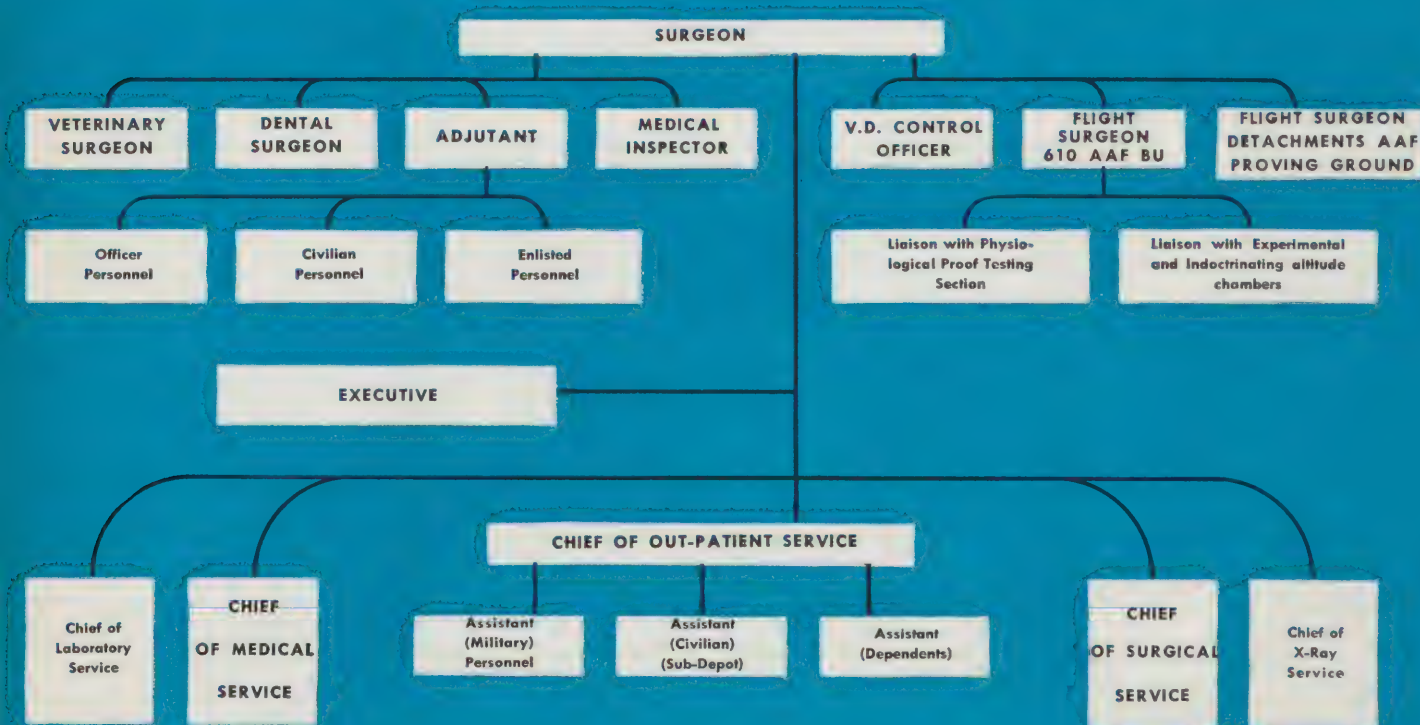 SURGEON
VETERINARY
SURGEON
DENTAL
SURGEON
ADJUTANT
MEDICAL
INSPECTOR
V.D. CONTROL
OFFICER
FLIGHT
SURGEON
610 AAF BU
FLIGHT SURGEON
DETACHMENTS AAF
PROVING GROUND
Officer
Personnel
Civilian
Personnel
Enlisted
Personnel
Liaison with Physio-
logical Proof Testing
Section
Liaison with Experimental
and Indoctrinating altitude
chambers
EXECUTIVE
CHIEF OF OUT-PATIENT SERVICE
Chief of
Laboratory
Service
CHIEF
OF MEDICAL
SERVICE
Assistant
(Military)
Personnel
Assistant
(Civilian)
(Sub-Depot)
Assistant
(Dependents)
CHIEF
OF SURGICAL
SERVICE
Chief of
X-Ray
Service